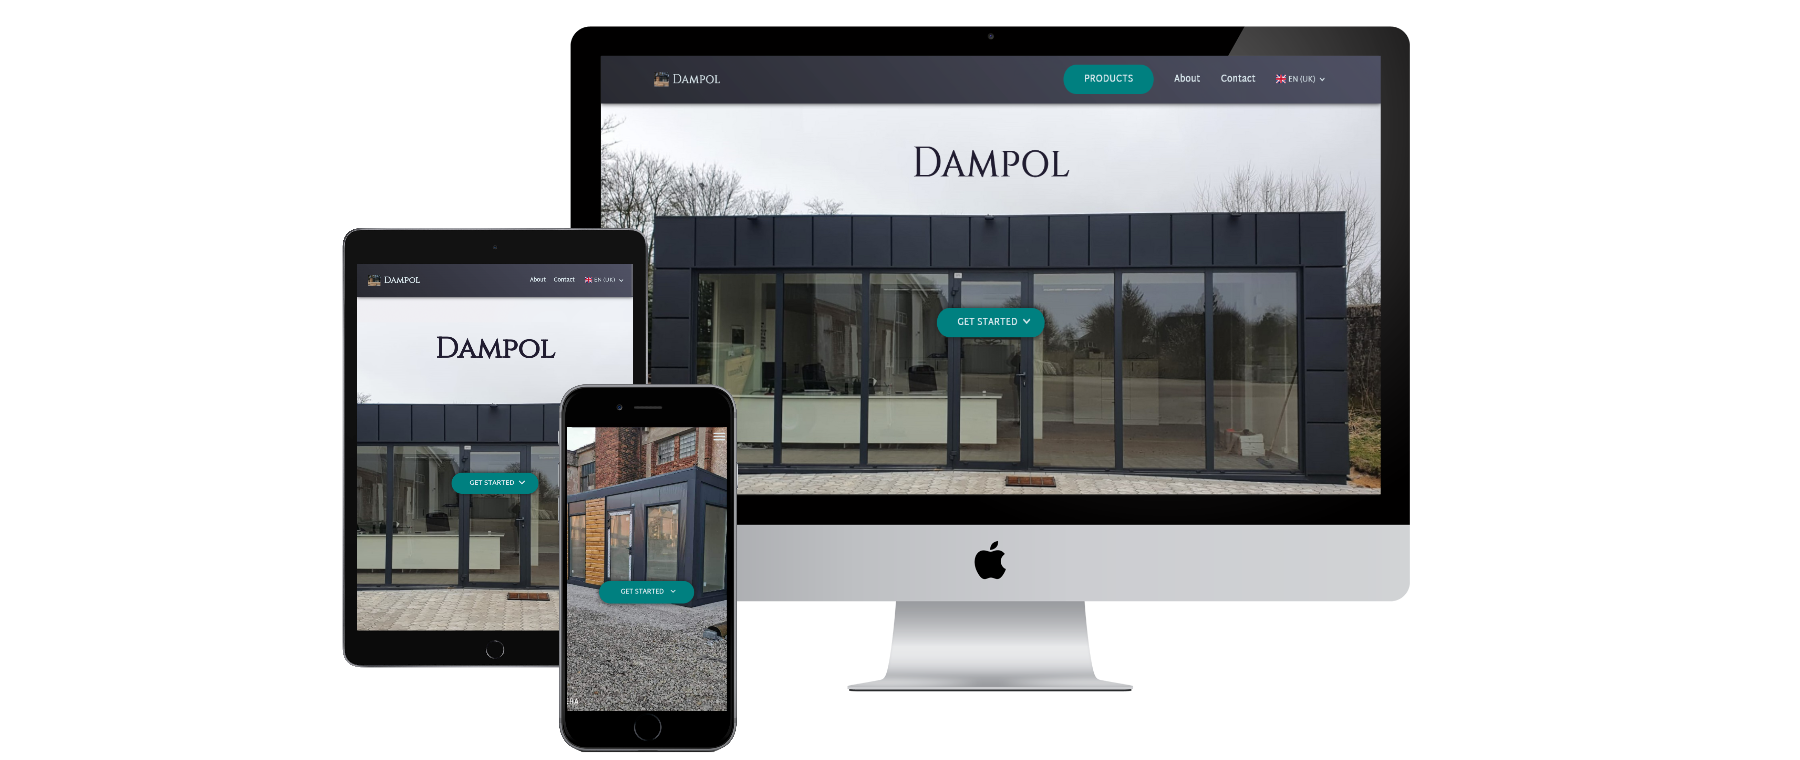 DAMPOL
PRODUCTS
About
Contact
EN (UK)
DAMPOL
GET STARTED
DAMPOL
About
Contact
EN (UK)
DAMPOL
GET STARTED
GET STARTED